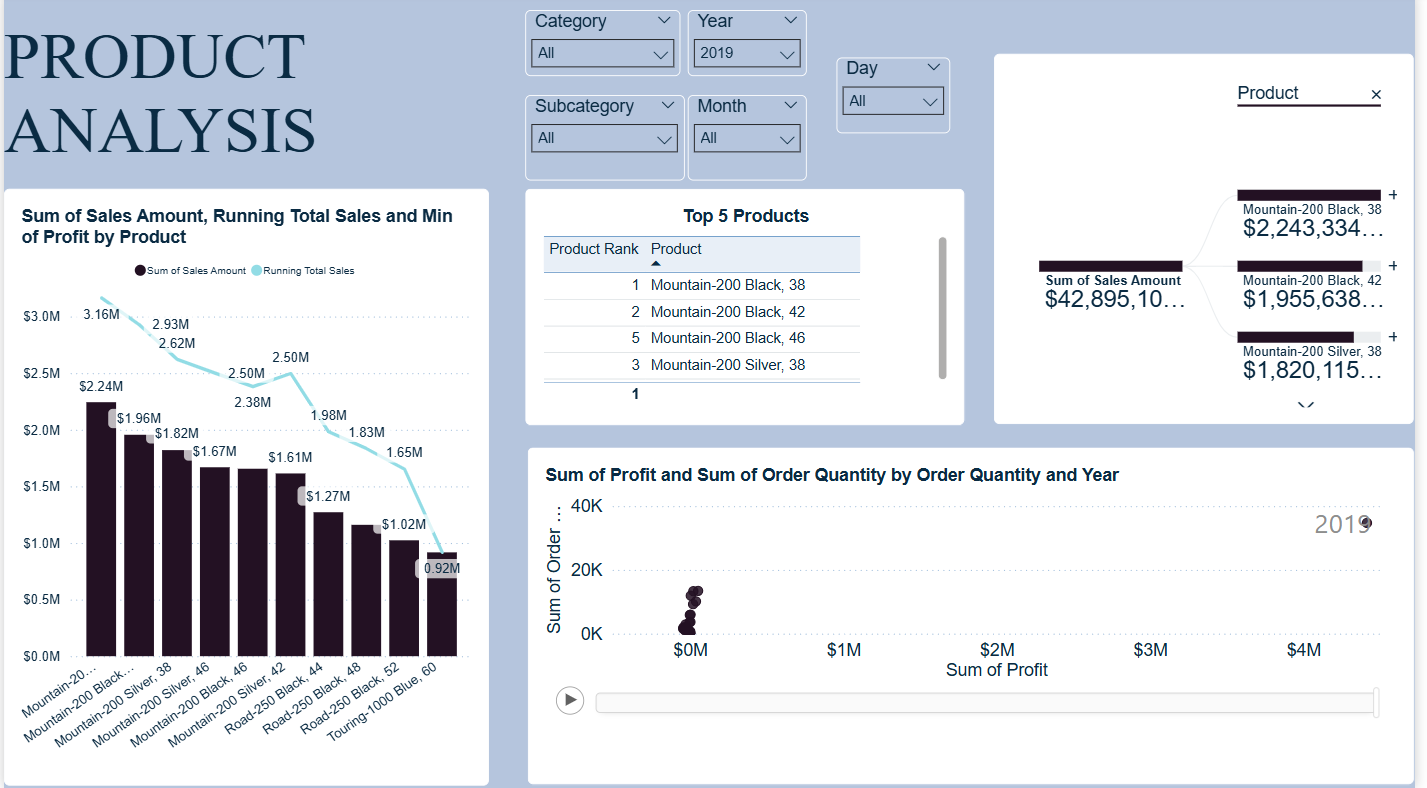 PRODUCT
ANALYSIS
Category
All
Year
2019
Subcategory
All
Month
All
Day
All
Sum of Sales Amount, Running Total Sales and Min
of Profit by Product
Sum of Sales Amount Running Total Sales
$3.0M
$2.5M
$2.0M
$1.5M
$1.0M
$0.5M
$0.0M
3.16M
2.93M
2.62M
2.50M
2.38M
2.50M
1.98M
1.83M
1.65M
0.92M
$2.24M
$1.96M
$1.82M
$1.67M
$1.61M
$1.27M
$1.02M
Mountain-20...
Mountain-200 Black...
Mountain-200 Silver, 38
Mountain-200 Silver, 46
Mountain-200 Black, 46
Mountain-200 Silver, 42
Road-250 Black, 44
Road-250 Black, 48
Road-250 Black, 52
Touring-1000 Blue, 60
Top 5 Products
Product Rank Product
1 Mountain-200 Black, 38
2 Mountain-200 Black, 42
5 Mountain-200 Black, 46
3 Mountain-200 Silver, 38
1
Product
Sum of Sales Amount
$42,895,10...
Mountain-200 Black, 38
$2,243,334...
Mountain-200 Black, 42
$1,955,638...
Mountain-200 Silver, 38
$1,820,115...
Sum of Profit and Sum of Order Quantity by Order Quantity and Year
Sum of Order ...
40K
20K
0K
2019
$0M $1M $2M $3M $4M
Sum of Profit